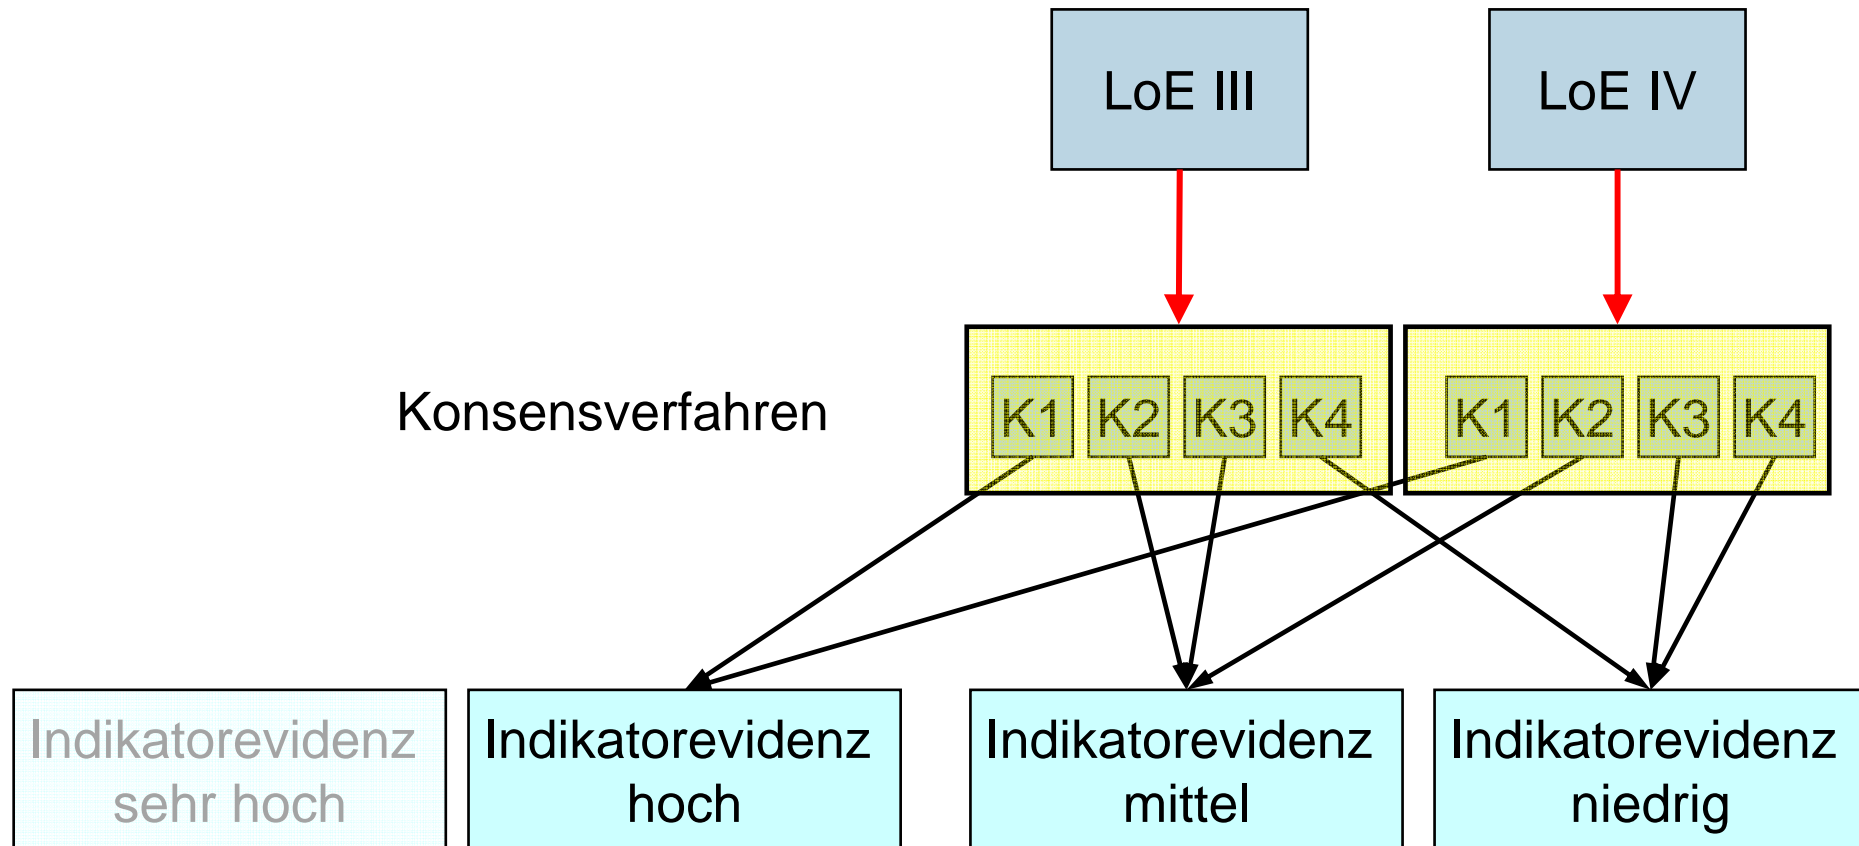 LoE III
LoE IV
Konsensverfahren
K1 K2 K3 K4
K1 K2 K3 K4
Indikatorevidenz
sehr hoch
Indikatorevidenz
hoch
Indikatorevidenz
mittel
Indikatorevidenz
niedrig